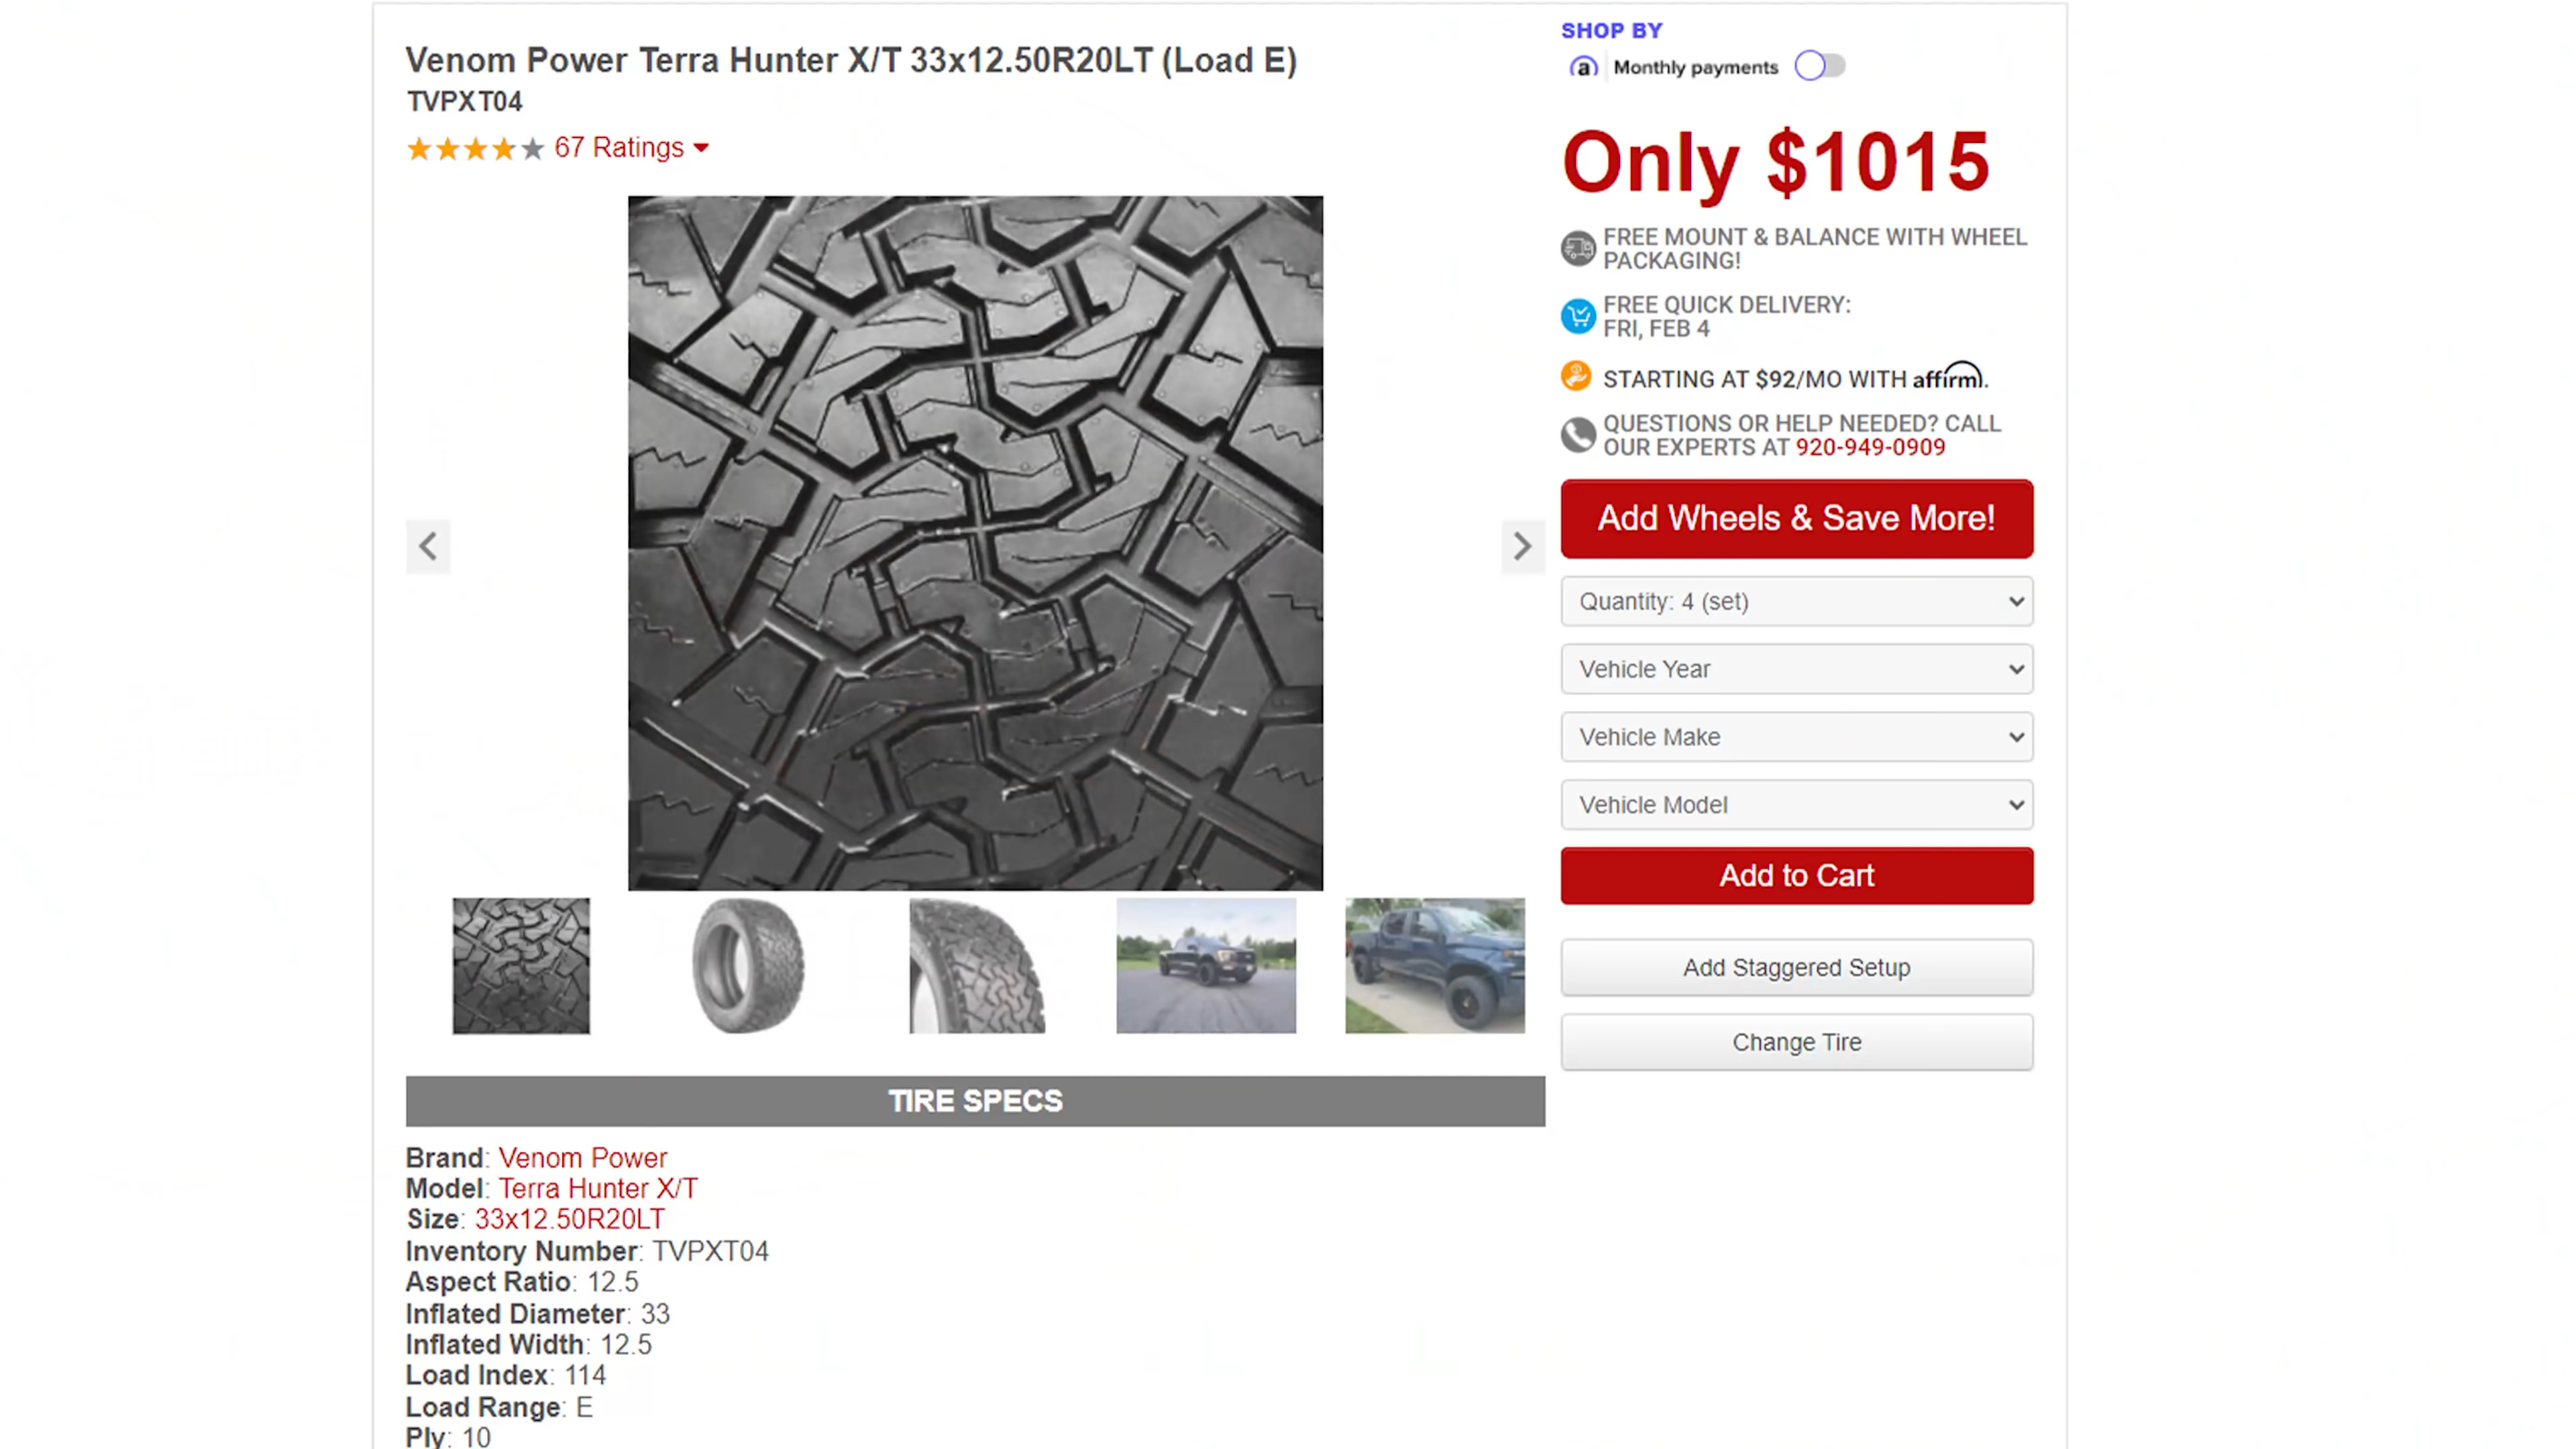 Venom Power Terra Hunter X/T 33x12.50R20LT (Load E)
TVPXT04
67 Ratings
SHOP BY
a | Monthly payments
Only $1015
FREE MOUNT & BALANCE WITH WHEEL
PACKAGING!
FREE QUICK DELIVERY:
FRI, FEB 4
STARTING AT $92/MO WITH affirm.
QUESTIONS OR HELP NEEDED? CALL
OUR EXPERTS AT 920-949-0909
Add Wheels & Save More!
Quantity: 4 (set)
Vehicle Year
Vehicle Make
Vehicle Model
Add to Cart
Add Staggered Setup
Change Tire
TIRE SPECS
Brand: Venom Power
Model: Terra Hunter X/T
Size: 33x12.50R20LT
Inventory Number: TVPXT04
Aspect Ratio: 12.5
Inflated Diameter: 33
Inflated Width: 12.5
Load Index: 114
Load Range: E
Ply: 10